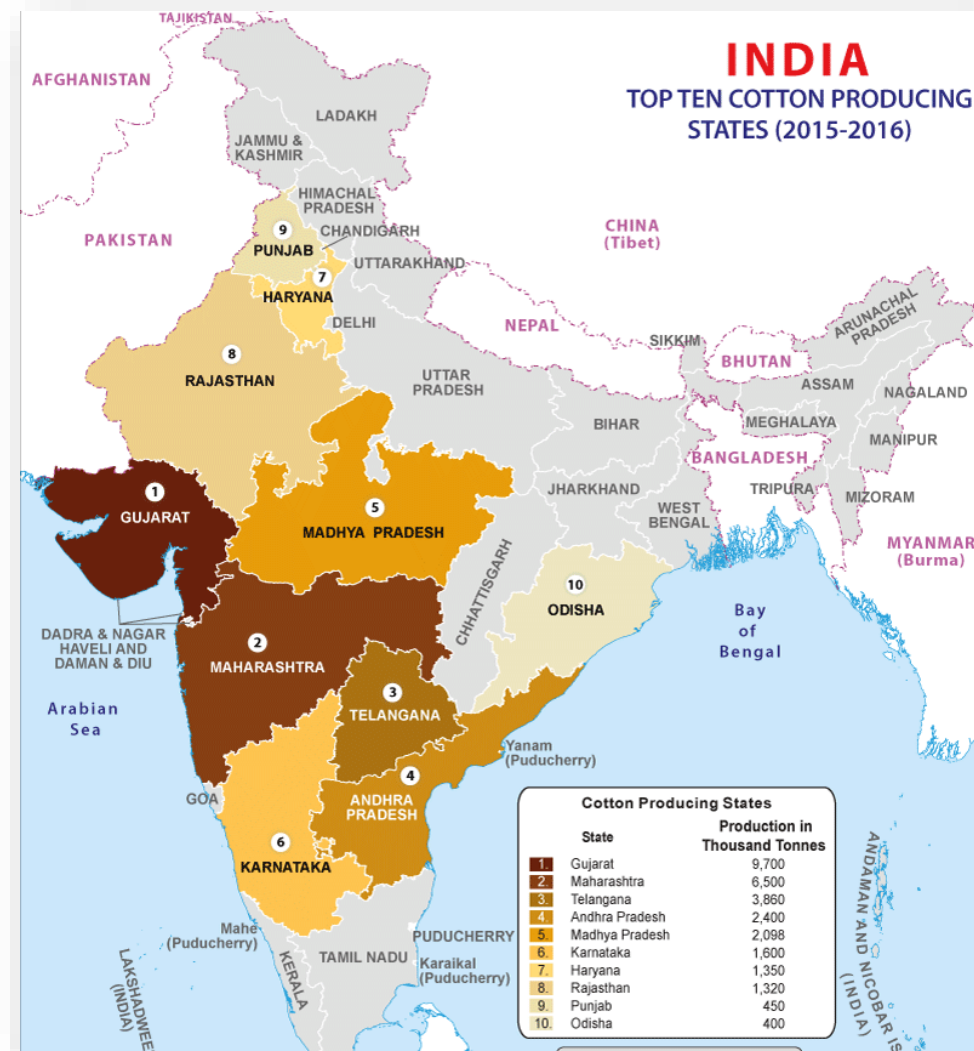 INDIA
TOP TEN COTTON PRODUCING
STATES (2015-2016)
TAJIKISTAN
AFGHANISTAN
LADAKH
JAMMU &
KASHMIR
HIMACHAL
PRADESH
CHINA
(Tibet)
PAKISTAN
9
PUNJAB
CHANDIGARH
UTTARAKHAND
7
HARYANA
DELHI
NEPAL
SIKKIM
BHUTAN
ARUNACHAL
PRADESH
8
RAJASTHAN
UTTAR
PRADESH
ASSAM
NAGALAND
BIHAR
MEGHALAYA
MANIPUR
BANGLADESH
1
GUJARAT
5
MADHYA PRADESH
JHARKHAND
WEST
BENGAL
TRIPURA
MIZORAM
MYANMAR
(Burma)
CHHATTISGARH
10
ODISHA
Bay
of
Bengal
DADRA & NAGAR
HAVELI AND
DAMAN & DIU
2
MAHARASHTRA
Arabian
Sea
3
TELANGANA
Yanam
(Puducherry)
4
ANDHRA
PRADESH
GOA
6
KARNATAKA
Mahe
(Puducherry)
KERALA
TAMIL NADU
PUDUCHERRY
Karaikal
(Puducherry)
LAKSHADWEE
(INDIA)
ANDAMAN AND NICOBAR IS
(INDIA)
Cotton Producing States
State Production in
Thousand Tonnes
1. Gujarat 9,700
2. Maharashtra 6,500
3. Telangana 3,860
4. Andhra Pradesh 2,400
5. Madhya Pradesh 2,098
6. Karnataka 1,600
7. Haryana 1,350
8. Rajasthan 1,320
9. Punjab 450
10. Odisha 400